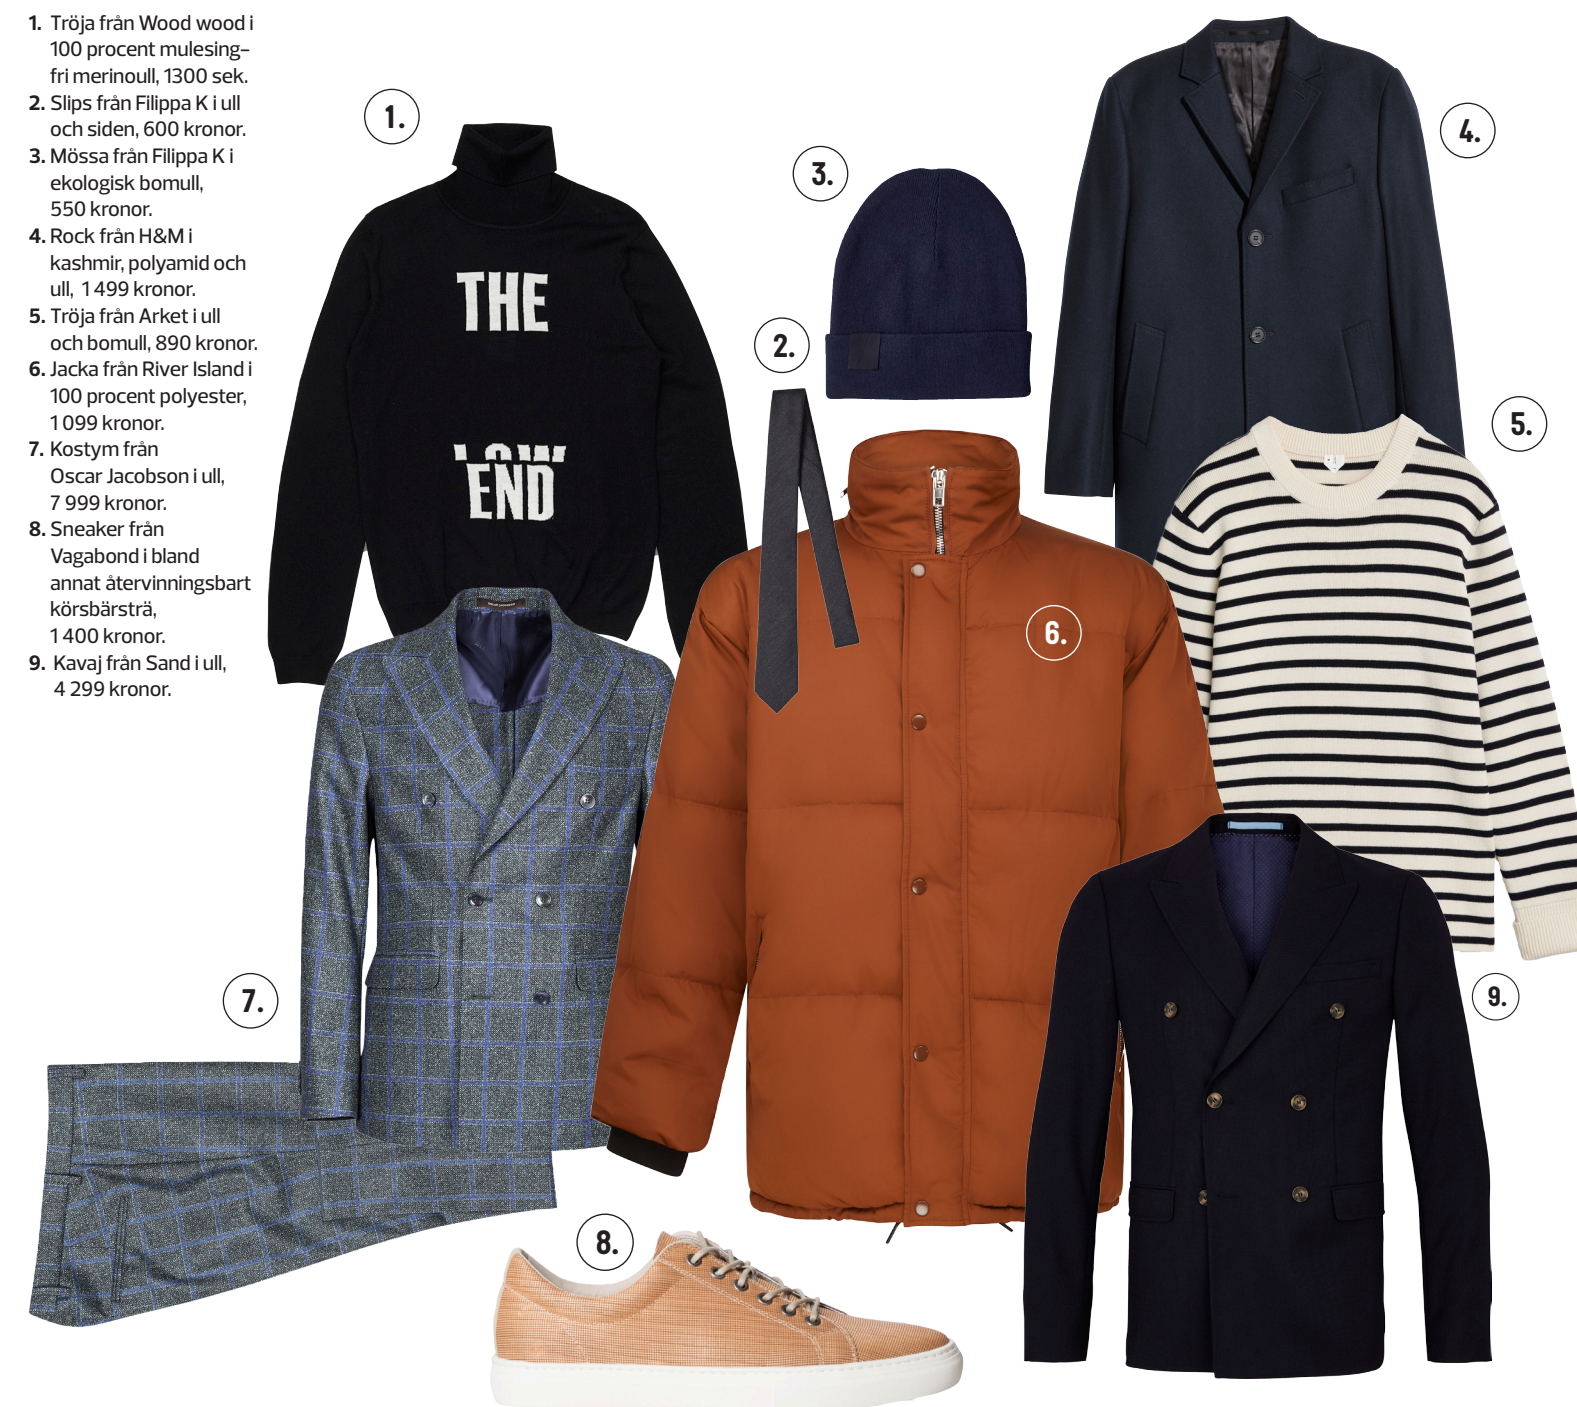 1. Tröja från Wood wood i
100 procent mulesing-
fri merinoull, 1300 sek.
2. Slips från Filippa K i ull
och siden, 600 kronor.
3. Mössa från Filippa K i
ekologisk bomull,
550 kronor.
4. Rock från H&M i
kashmir, polyamid och
ull, 1 499 kronor.
5. Tröja från Arket i ull
och bomull, 890 kronor.
6. Jacka från River Island i
100 procent polyester,
1 099 kronor.
7. Kostym från
Oscar Jacobson i ull,
7 999 kronor.
8. Sneaker från
Vagabond i bland
annat återvinningsbart
körsbärsträ,
1 400 kronor.
9. Kavaj från Sand i ull,
4 299 kronor.
1.
THE
LOW
END
2.
3.
4.
5.
6.
7.
OSCAR JACOBSON
8.
9.